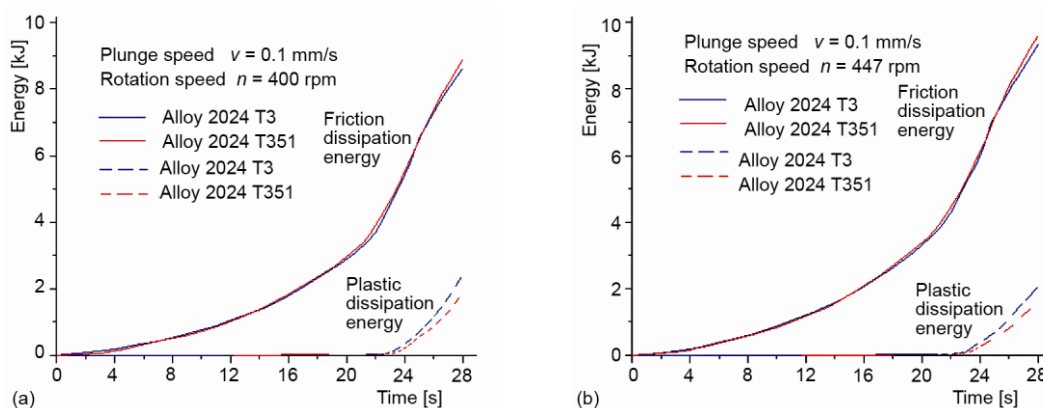 10
8
6
4
2
0
Energy [kJ]
Plunge speed v = 0.1 mm/s
Rotation speed n = 400 rpm
Alloy 2024 T3
Alloy 2024 T351
Alloy 2024 T3
Alloy 2024 T351
Friction
dissipation
energy
Plastic
dissipation
energy
0 4 8 12 16 20 24 28
(a)
Time [s]
10
8
6
4
2
0
Energy [kJ]
Plunge speed v = 0.1 mm/s
Rotation speed n = 447 rpm
Alloy 2024 T3
Alloy 2024 T351
Alloy 2024 T3
Alloy 2024 T351
Friction
dissipation
energy
Plastic
dissipation
energy
0 4 8 12 16 20 24 28
(b)
Time [s]